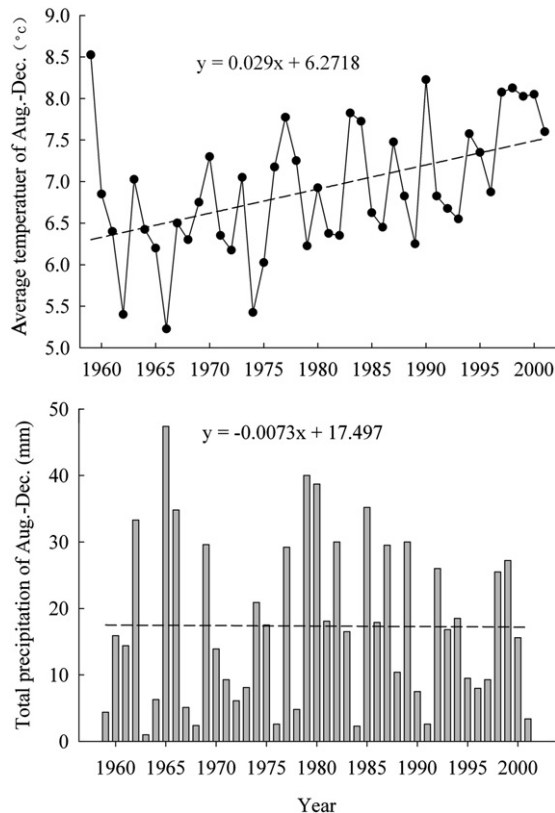 y = 0.029x + 6.2718
Average temperatuer of Aug.-Dec. (°c)
9.0
8.5
8.0
7.5
7.0
6.5
6.0
5.5
5.0
1960 1965 1970 1975 1980 1985 1990 1995 2000
y = -0.0073x + 17.497
Total precipitation of Aug.-Dec. (mm)
50
40
30
20
10
0
1960 1965 1970 1975 1980 1985 1990 1995 2000
Year